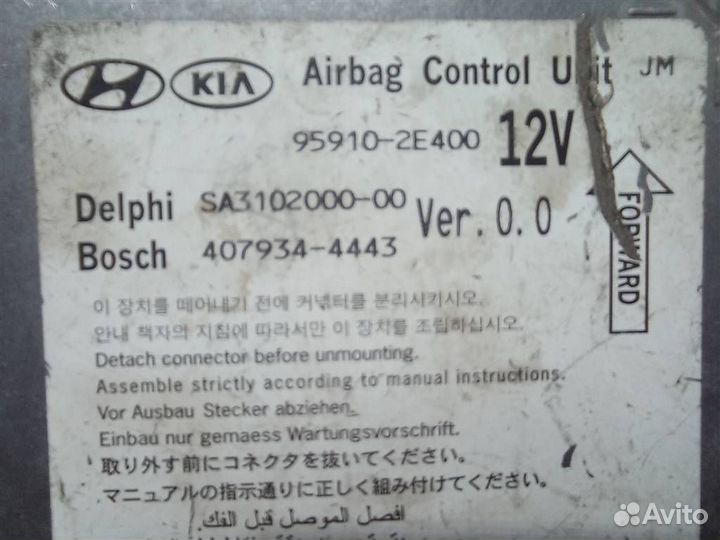 KIA Airbag Control Unit JM
95910-2E400 12V
Delphi SA3102000-00 Ver. 0.0
Bosch 407934-4443
FORWARD
이 장치를 떼어내기 전에 커넥터를 분리시키시오.
안내 책자의 지침에 따라서만 이 장치를 조립하십시오.
Detach connector before unmounting.
Assemble strictly according to manual instructions.
Vor Ausbau Stecker abziehen.
Einbau nur gemaess Wartungsvorschrift.
取り外す前にコネクタを抜いてください。
マニュアルの指示通りに正しく組み付けてください。
افصل الموصل قبل الفك.
Avito